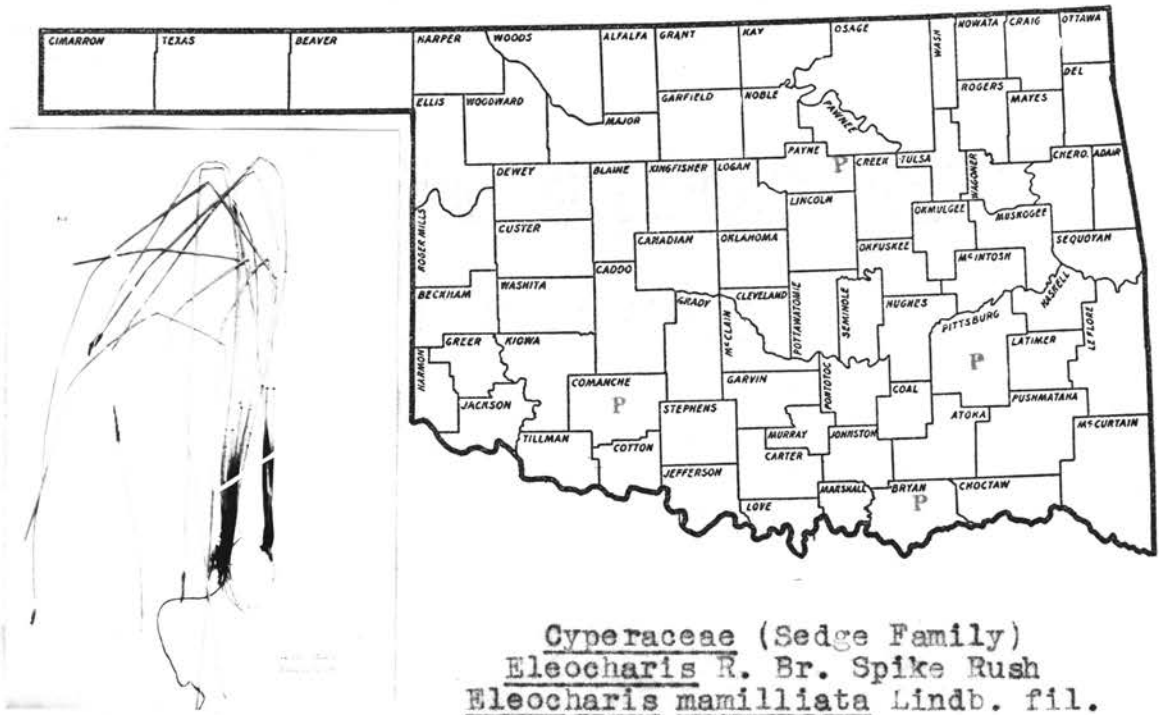 CIMARRON TEXAS BEAVER HARPER WOODS ALFALFA GRANT KAY OSAGE WASH NOWATA CRAIG OTTAWA
ELLIS WOODWARD MAJOR GARFIELD NOBLE PAWNEE ROGERS MAYES DEL
DEWEY BLAINE KINGFISHER LOGAN PAYNE P CREEK TULSA WAGONER CHERO. ADAIR
ROGER MILLS CUSTER CANADIAN OKLAHOMA LINCOLN OKMULGEE MUSKOGEE SEQUOYAH
BECKHAM WASHITA CADDO GRADY CLEVELAND POTTAWATOMIE SEMINOLE OKFUSKEE HUGHES McINTOSH HASKELL
HARMON GREER KIOWA McCLAIN PITTSBURG P LATIMER LE FLORE
JACKSON COMANCHE P STEPHENS GARVIN PONTOTOC COAL ATOKA PUSHMATAHA McCURTAIN
TILLMAN COTTON JEFFERSON MURRAY CARTER JOHNSTON
LOVE MARSHALL BRYAN P CHOCTAW
Cyperaceae (Sedge Family)
Eleocharis R. Br. Spike Rush
Eleocharis mamilliata Lindb. fil.